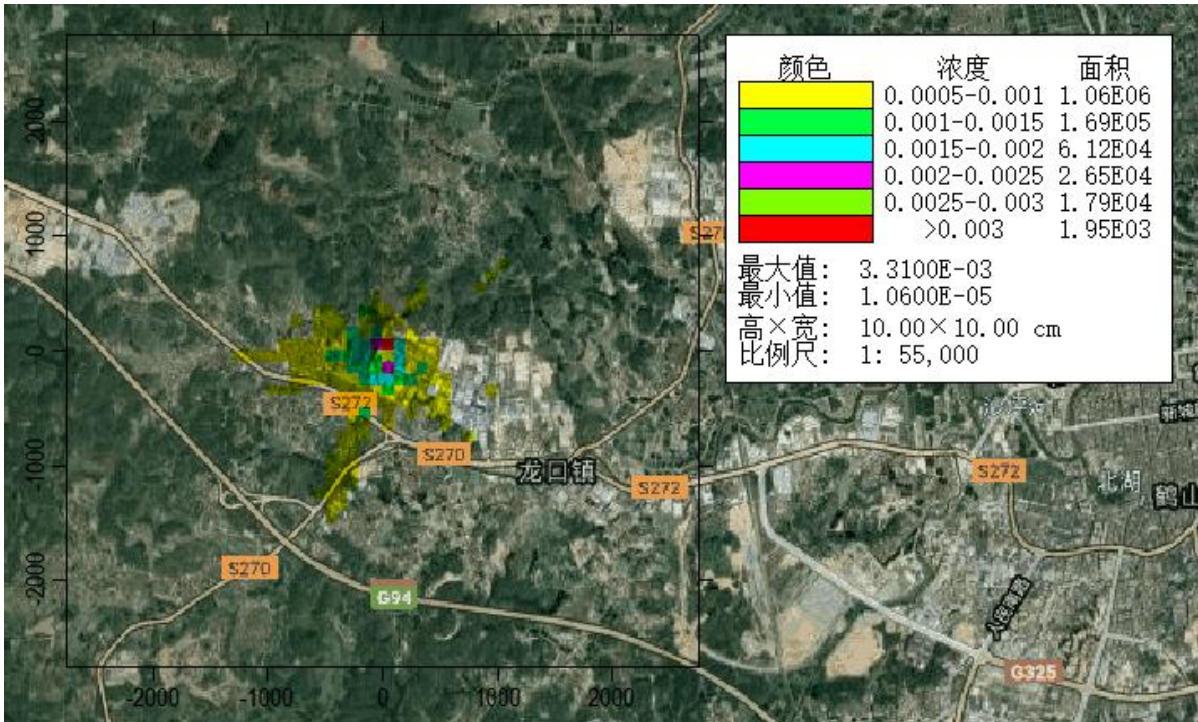 颜色 浓度 面积
0.0005-0.001 1.06E06
0.001-0.0015 1.69E05
0.0015-0.002 6.12E04
0.002-0.0025 2.65E04
0.0025-0.003 1.79E04
>0.003 1.95E03
最大值: 3.3100E-03
最小值: 1.0600E-05
高×宽: 10.00×10.00 cm
比例尺: 1: 55,000
2000
1000
0
-1000
-2000
S272
S270
龙口镇
S272
S272
北湖
鹤山
S270
G94
G325
-2000 -1000 0 1000 2000